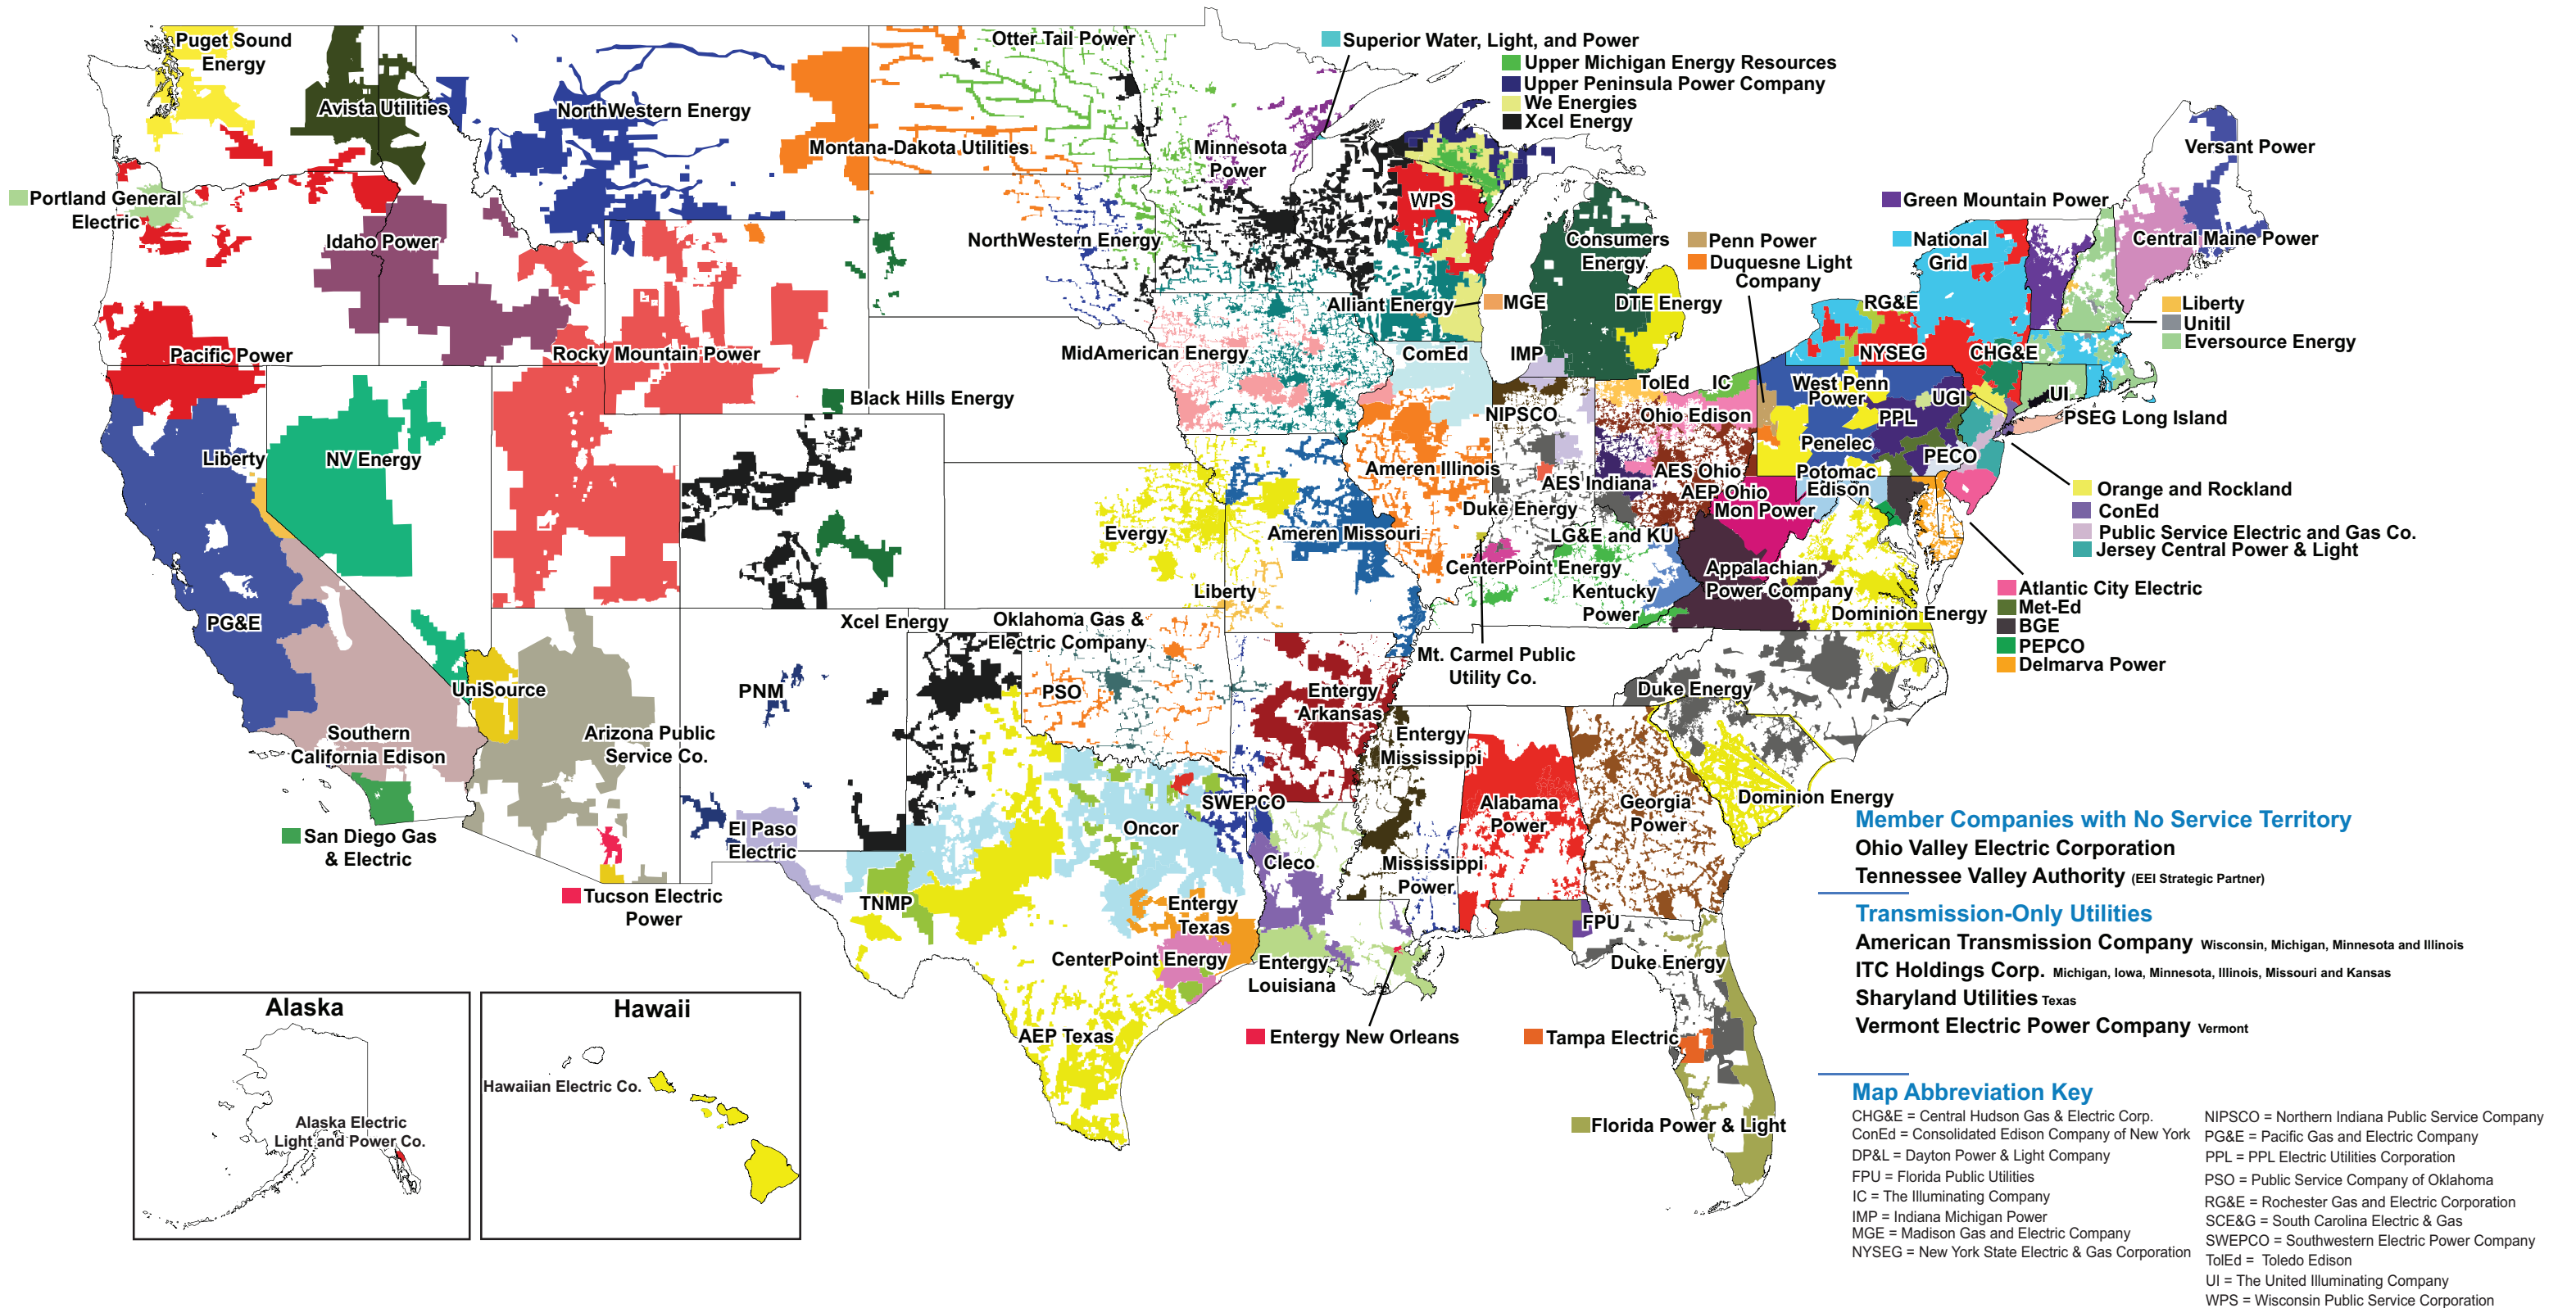 Puget Sound
Energy
Avista Utilities
NorthWestern Energy
Montana-Dakota Utilities
Otter Tail Power
Minnesota
Power
Superior Water, Light, and Power
Upper Michigan Energy Resources
Upper Peninsula Power Company
We Energies
Xcel Energy
Portland General
Electric
Idaho Power
NorthWestern Energy
WPS
Consumers
Energy
DTE Energy
Alliant Energy
MGE
Penn Power
Duquesne Light
Company
Green Mountain Power
National
Grid
Versant Power
Central Maine Power
Liberty
Unitil
Eversource Energy
RG&E
NYSEG
CHG&E
UI
PSEG Long Island
Pacific Power
Rocky Mountain Power
Black Hills Energy
MidAmerican Energy
ComEd
IMP
TolEd
IC
NIPSCO
Ohio Edison
West Penn
Power
UGI
PPL
Penelec
PECO
Potomac
Edison
Liberty
NV Energy
Ameren Illinois
AES Indiana
AES Ohio
AEP Ohio
Mon Power
Duke Energy
Evergy
Ameren Missouri
LG&E and KU
CenterPoint Energy
Kentucky
Power
Appalachian
Power Company
Dominion Energy
Orange and Rockland
ConEd
Public Service Electric and Gas Co.
Jersey Central Power & Light
Atlantic City Electric
Met-Ed
BGE
PEPCO
Delmarva Power
PG&E
Liberty
Xcel Energy
Oklahoma Gas &
Electric Company
Mt. Carmel Public
Utility Co.
UniSource
PNM
PSO
Entergy
Arkansas
Duke Energy
Southern
California Edison
Arizona Public
Service Co.
Entergy
Mississippi
San Diego Gas
& Electric
El Paso
Electric
Oncor
SWEPCO
Alabama
Power
Georgia
Power
Dominion Energy
Tucson Electric
Power
TNMP
Entergy
Texas
Cleco
Mississippi
Power
FPU
CenterPoint Energy
Entergy
Louisiana
Duke Energy
AEP Texas
Entergy New Orleans
Tampa Electric
Florida Power & Light
Alaska
Alaska Electric
Light and Power Co.
Hawaii
Hawaiian Electric Co.
Member Companies with No Service Territory
Ohio Valley Electric Corporation
Tennessee Valley Authority (EEI Strategic Partner)
Transmission-Only Utilities
American Transmission Company Wisconsin, Michigan, Minnesota and Illinois
ITC Holdings Corp. Michigan, Iowa, Minnesota, Illinois, Missouri and Kansas
Sharyland Utilities Texas
Vermont Electric Power Company Vermont
Map Abbreviation Key
CHG&E = Central Hudson Gas & Electric Corp.
ConEd = Consolidated Edison Company of New York
DP&L = Dayton Power & Light Company
FPU = Florida Public Utilities
IC = The Illuminating Company
IMP = Indiana Michigan Power
MGE = Madison Gas and Electric Company
NYSEG = New York State Electric & Gas Corporation
NIPSCO = Northern Indiana Public Service Company
PG&E = Pacific Gas and Electric Company
PPL = PPL Electric Utilities Corporation
PSO = Public Service Company of Oklahoma
RG&E = Rochester Gas and Electric Corporation
SCE&G = South Carolina Electric & Gas
SWEPCO = Southwestern Electric Power Company
TolEd = Toledo Edison
UI = The United Illuminating Company
WPS = Wisconsin Public Service Corporation